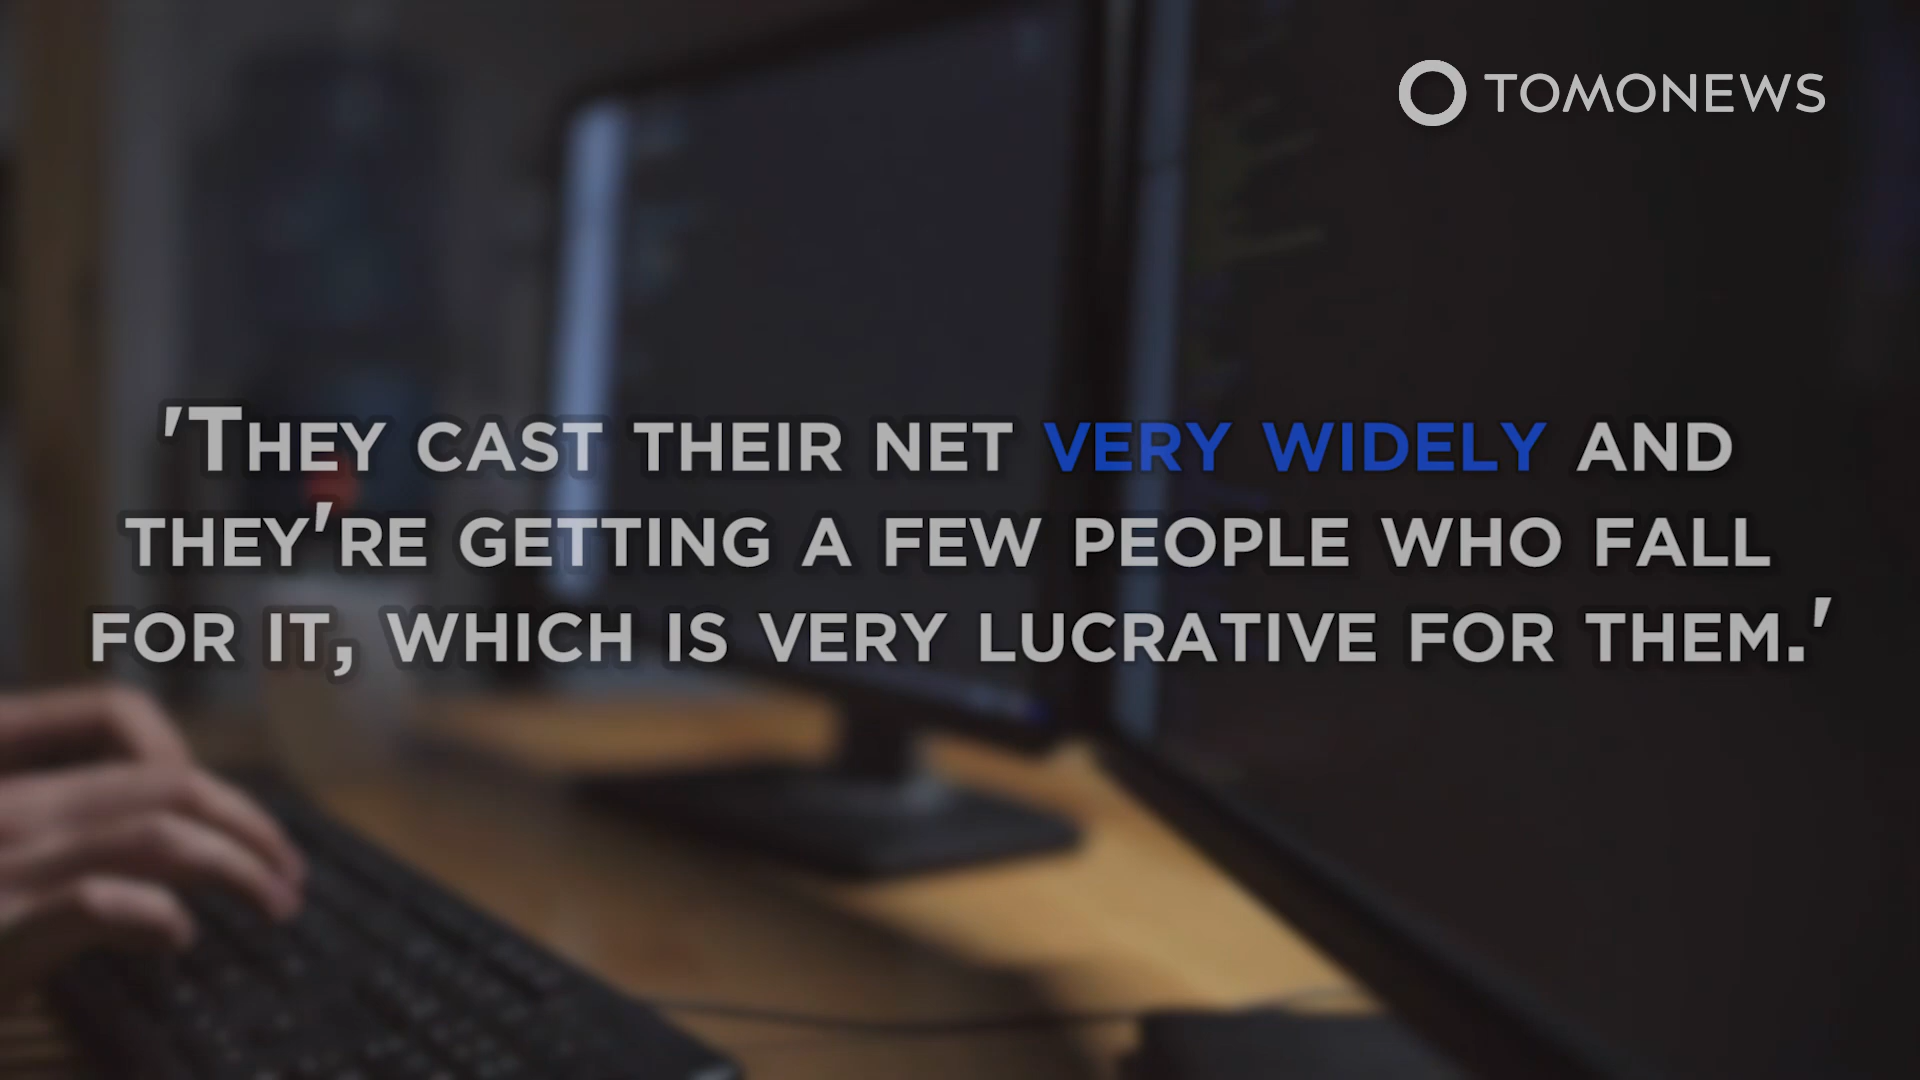 TOMONEWS
'They cast their net very widely and
they're getting a few people who fall
for it, which is very lucrative for them.'